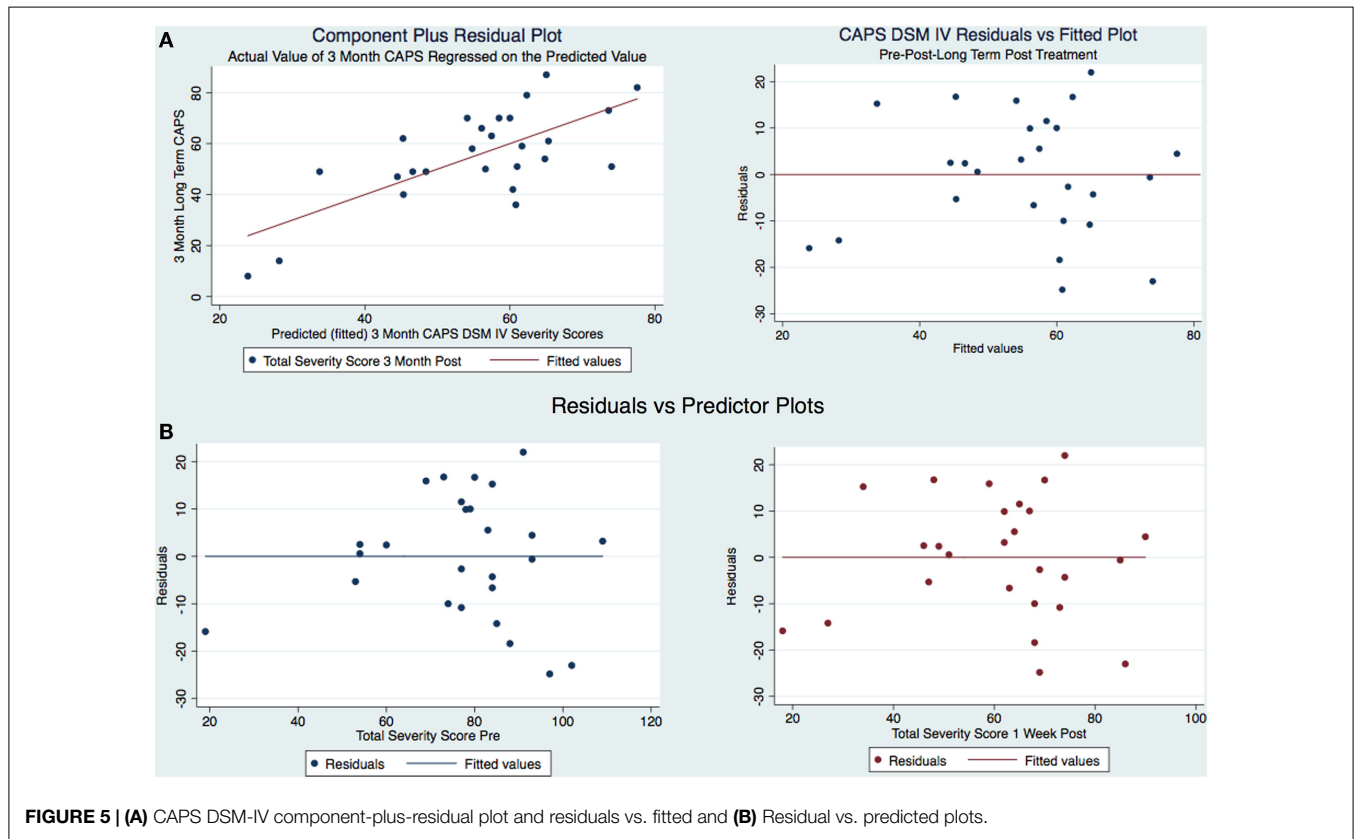 A
Component Plus Residual Plot
Actual Value of 3 Month CAPS Regressed on the Predicted Value
3 Month Long Term CAPS
80
60
40
20
0
20 40 60 80
Predicted (fitted) 3 Month CAPS DSM IV Severity Scores
Total Severity Score 3 Month Post Fitted values
CAPS DSM IV Residuals vs Fitted Plot
Pre-Post-Long Term Post Treatment
Residuals
20
10
0
-10
-20
-30
20 40 60 80
Fitted values
Residuals vs Predictor Plots
B
Residuals
20
10
0
-10
-20
-30
20 40 60 80 100 120
Total Severity Score Pre
Residuals Fitted values
Residuals
20
10
0
-10
-20
-30
20 40 60 80 100
Total Severity Score 1 Week Post
Residuals Fitted values
FIGURE 5 | (A) CAPS DSM-IV component-plus-residual plot and residuals vs. fitted and (B) Residual vs. predicted plots.